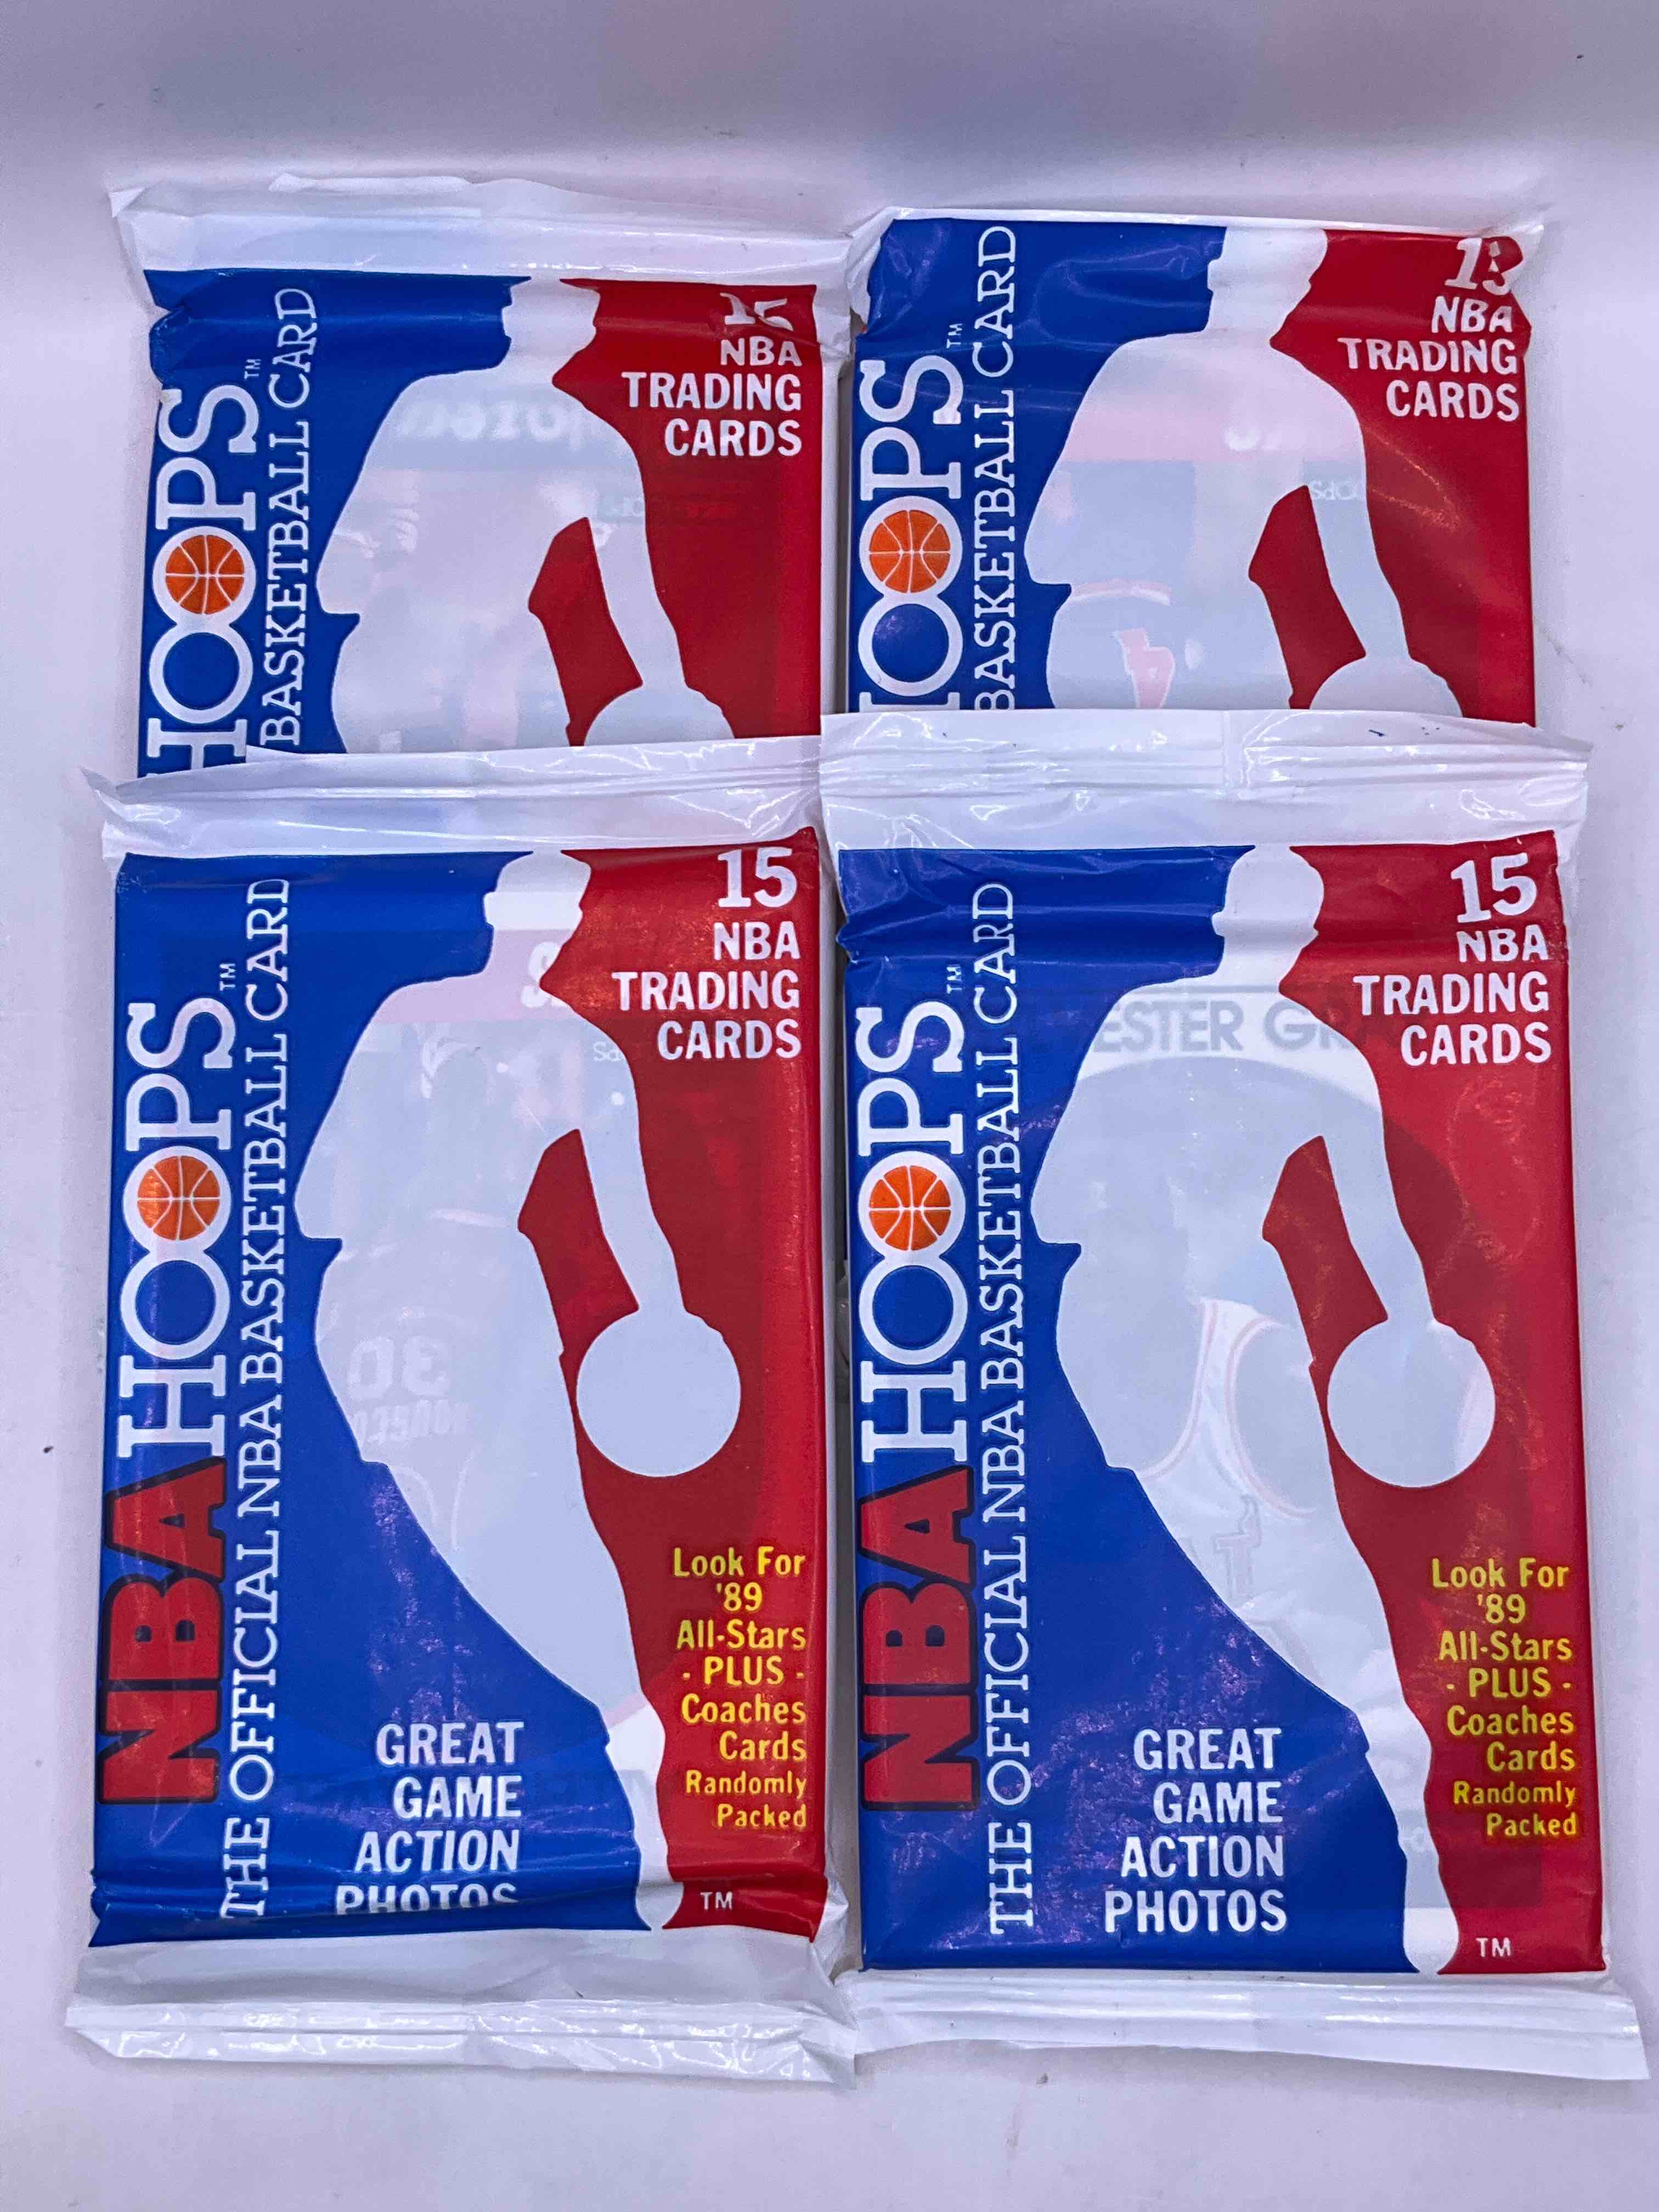 HOOPS™
BASKETBALL CARD
NBA
TRADING
CARDS
HOOPS™
BASKETBALL CARD
NBA
TRADING
CARDS
NBA HOOPS™
THE OFFICIAL NBA BASKETBALL CARD
15
NBA
TRADING
CARDS
30
Look For
'89
All-Stars
- PLUS -
Coaches
Cards
Randomly
Packed
GREAT
GAME
ACTION
PHOTOS
TM
NBA HOOPS™
THE OFFICIAL NBA BASKETBALL CARD
15
NBA
TRADING
CARDS
Look For
'89
All-Stars
- PLUS -
Coaches
Cards
Randomly
Packed
GREAT
GAME
ACTION
PHOTOS
TM